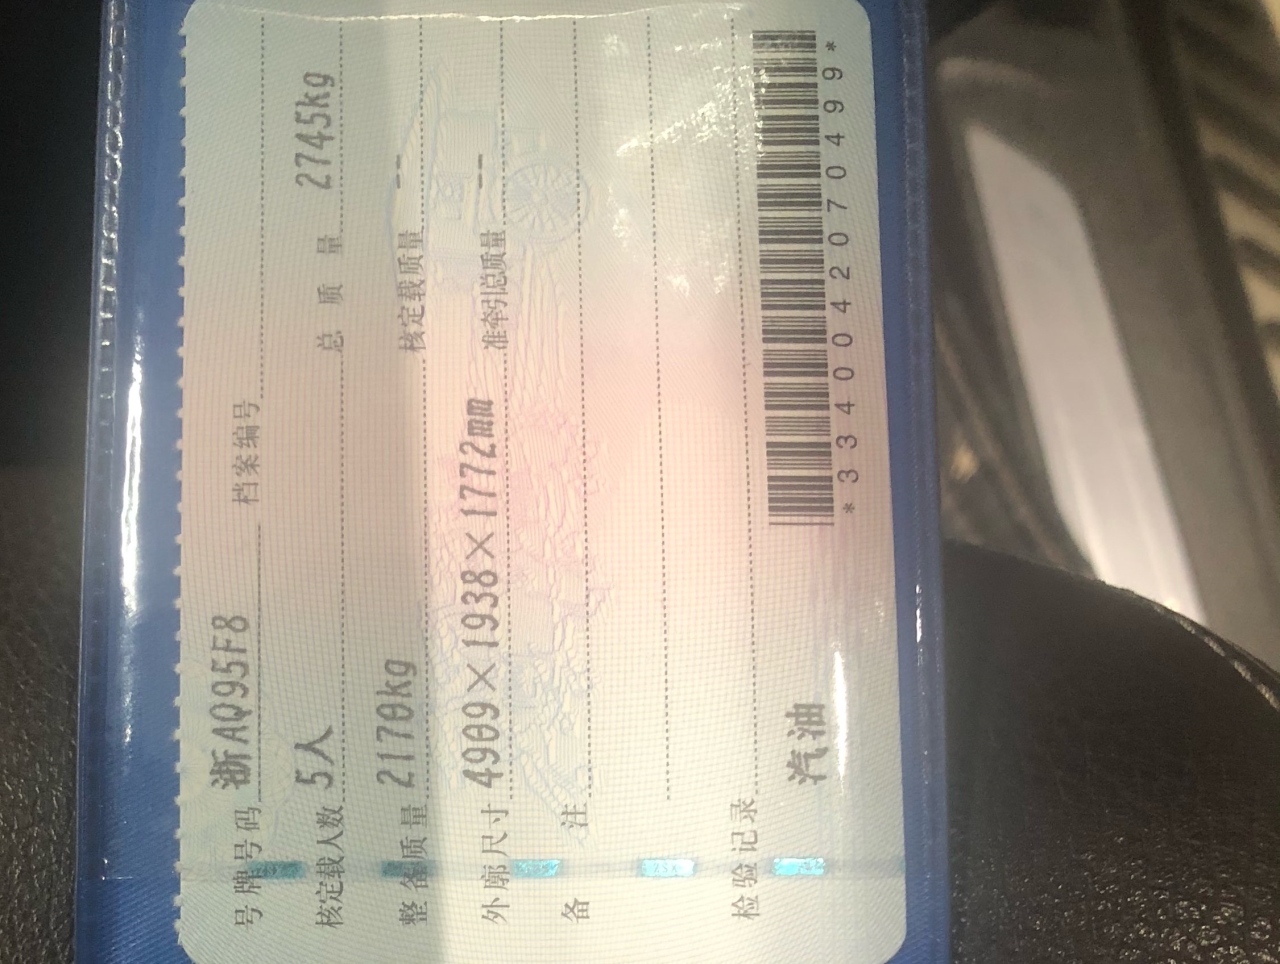 号牌号码 浙AQ95F8 档案编号
核定载人数 5人 总质量 2745kg
整备质量 2170kg 核定载质量 --
外廓尺寸 4909×1938×1772mm 准牵引总质量 --
备注
检验记录
汽油 *3340042070499*